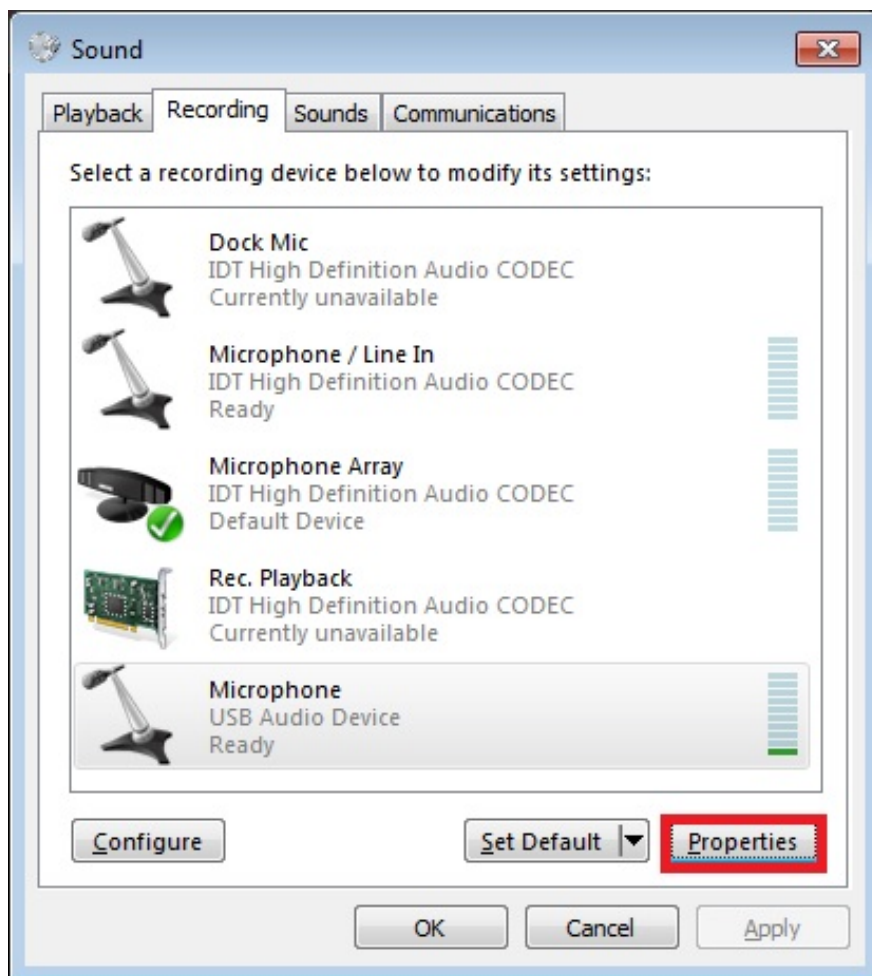 Sound
Playback Recording Sounds Communications
Select a recording device below to modify its settings:
Dock Mic
IDT High Definition Audio CODEC
Currently unavailable
Microphone / Line In
IDT High Definition Audio CODEC
Ready
Microphone Array
IDT High Definition Audio CODEC
Default Device
Rec. Playback
IDT High Definition Audio CODEC
Currently unavailable
Microphone
USB Audio Device
Ready
Configure Set Default Properties
OK Cancel Apply